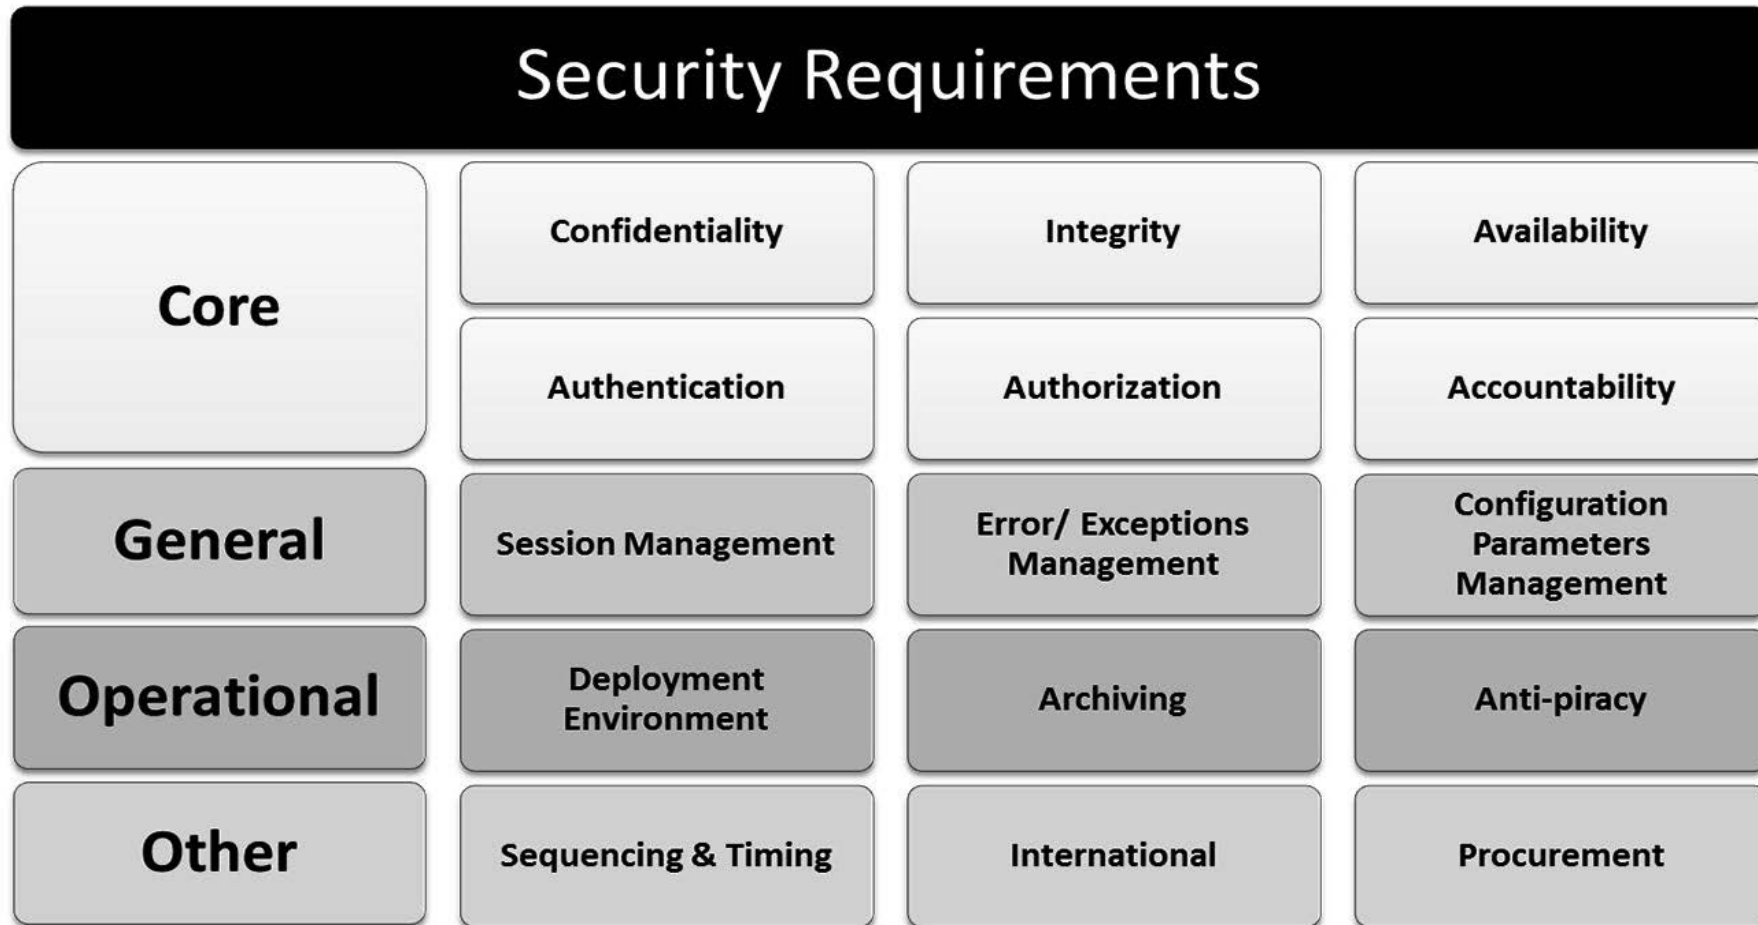 Security Requirements
Core
Confidentiality
Integrity
Availability
Authentication
Authorization
Accountability
General
Session Management
Error/ Exceptions
Management
Configuration
Parameters
Management
Operational
Deployment
Environment
Archiving
Anti-piracy
Other
Sequencing & Timing
International
Procurement